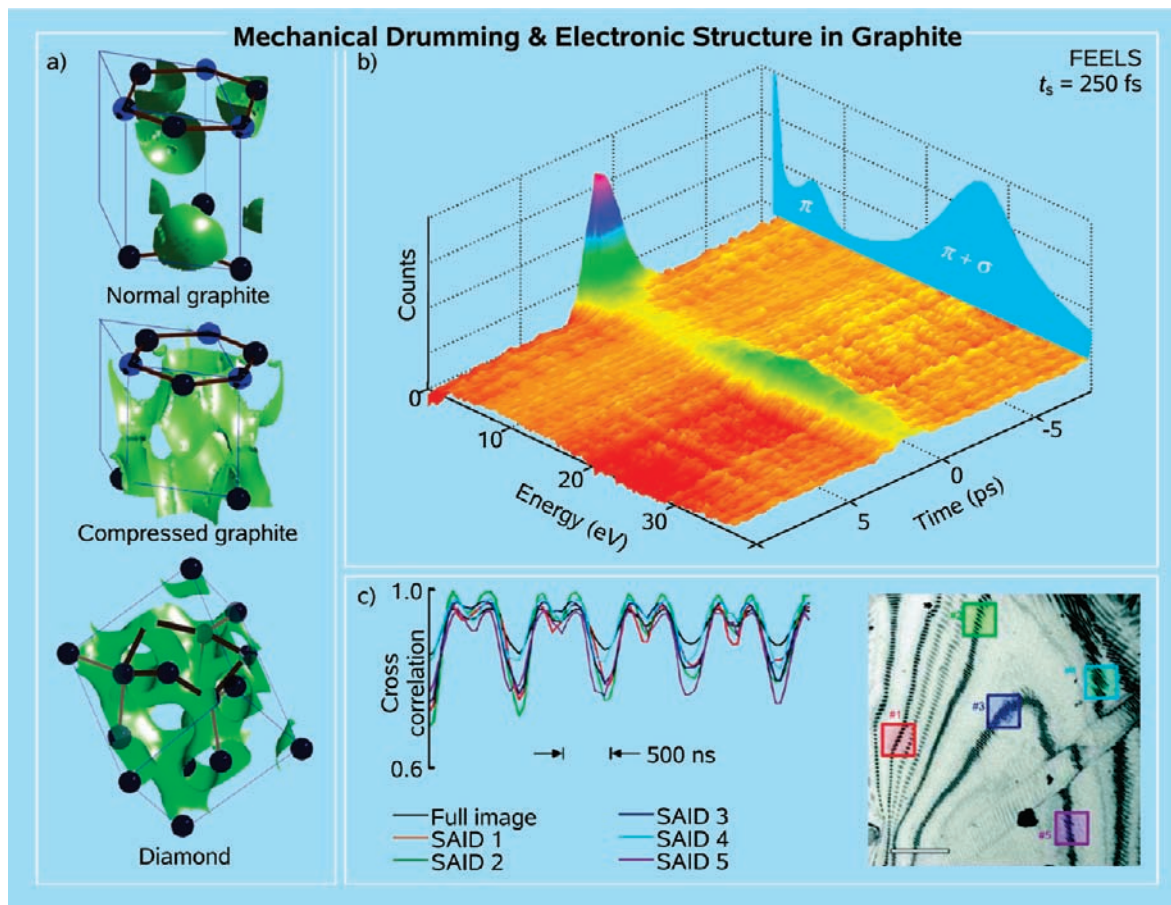 Mechanical Drumming & Electronic Structure in Graphite
a)
Normal graphite
Compressed graphite
Diamond
b)
FEELS
tₛ = 250 fs
π
π + σ
Counts
0
10
20
30
Energy (eV)
-5
0
5
Time (ps)
c)
1.0
Cross
correlation
0.6
500 ns
Full image
SAID 1
SAID 2
SAID 3
SAID 4
SAID 5
#1
#3
#5